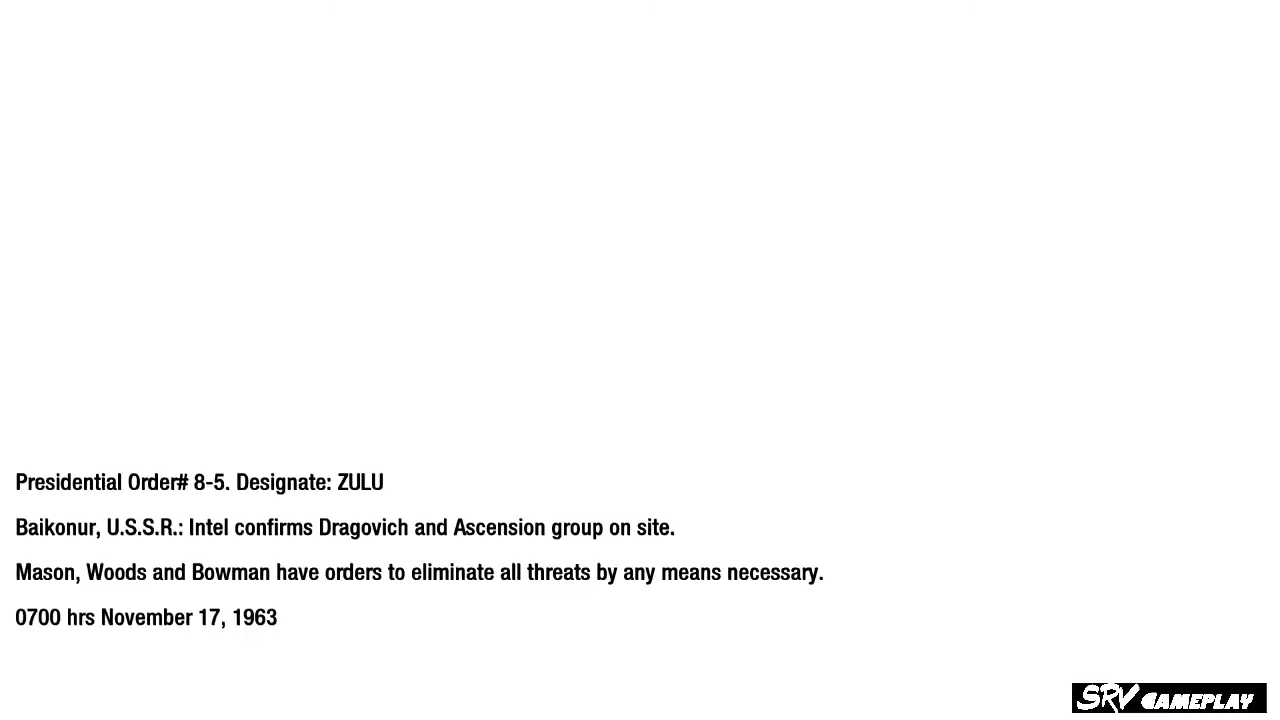 Presidential Order# 8-5. Designate: ZULU
Baikonur, U.S.S.R.: Intel confirms Dragovich and Ascension group on site.
Mason, Woods and Bowman have orders to eliminate all threats by any means necessary.
0700 hrs November 17, 1963
SRV GAMEPLAY